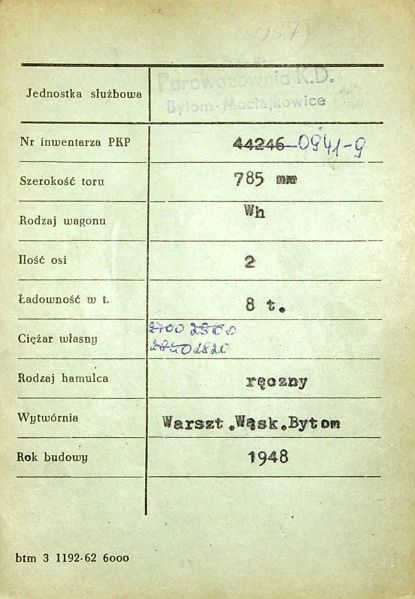 157
Parowozownia K.D.
Jednostka służbowa
Bytom-Maciejkowice
Nr inwentarza PKP 44246 0941-9
Szerokość toru 785 mm
Rodzaj wagonu Wh
Ilość osi 2
Ładowność w t. 8 t.
Ciężar własny 2820
Rodzaj hamulca ręczny
Wytwórnia Warszt.Wąsk.Bytom
Rok budowy 1948
btm 3 1192-62 6000